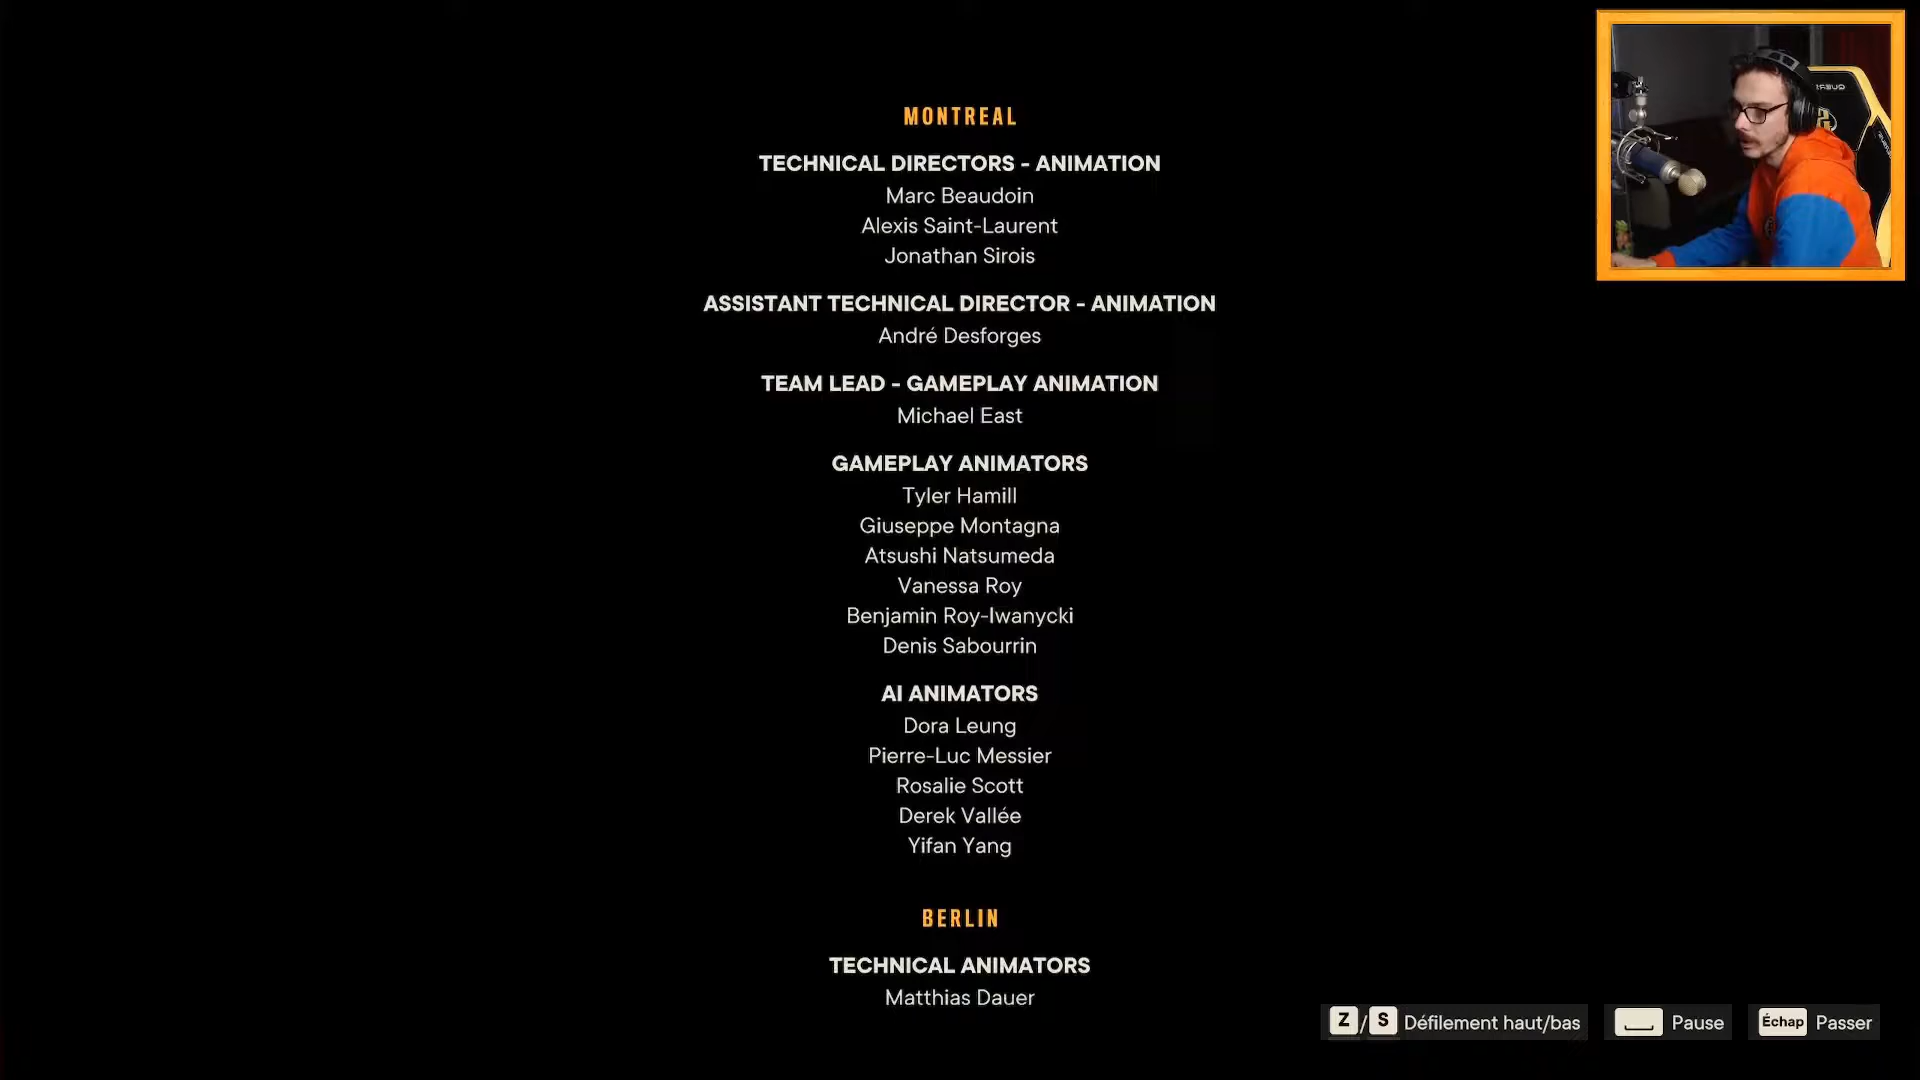 MONTREAL
TECHNICAL DIRECTORS - ANIMATION
Marc Beaudoin
Alexis Saint-Laurent
Jonathan Sirois
ASSISTANT TECHNICAL DIRECTOR - ANIMATION
André Desforges
TEAM LEAD - GAMEPLAY ANIMATION
Michael East
GAMEPLAY ANIMATORS
Tyler Hamill
Giuseppe Montagna
Atsushi Natsumeda
Vanessa Roy
Benjamin Roy-Iwanycki
Denis Sabourrin
AI ANIMATORS
Dora Leung
Pierre-Luc Messier
Rosalie Scott
Derek Vallée
Yifan Yang
BERLIN
TECHNICAL ANIMATORS
Matthias Dauer
Z/S Défilement haut/bas Pause Échap Passer